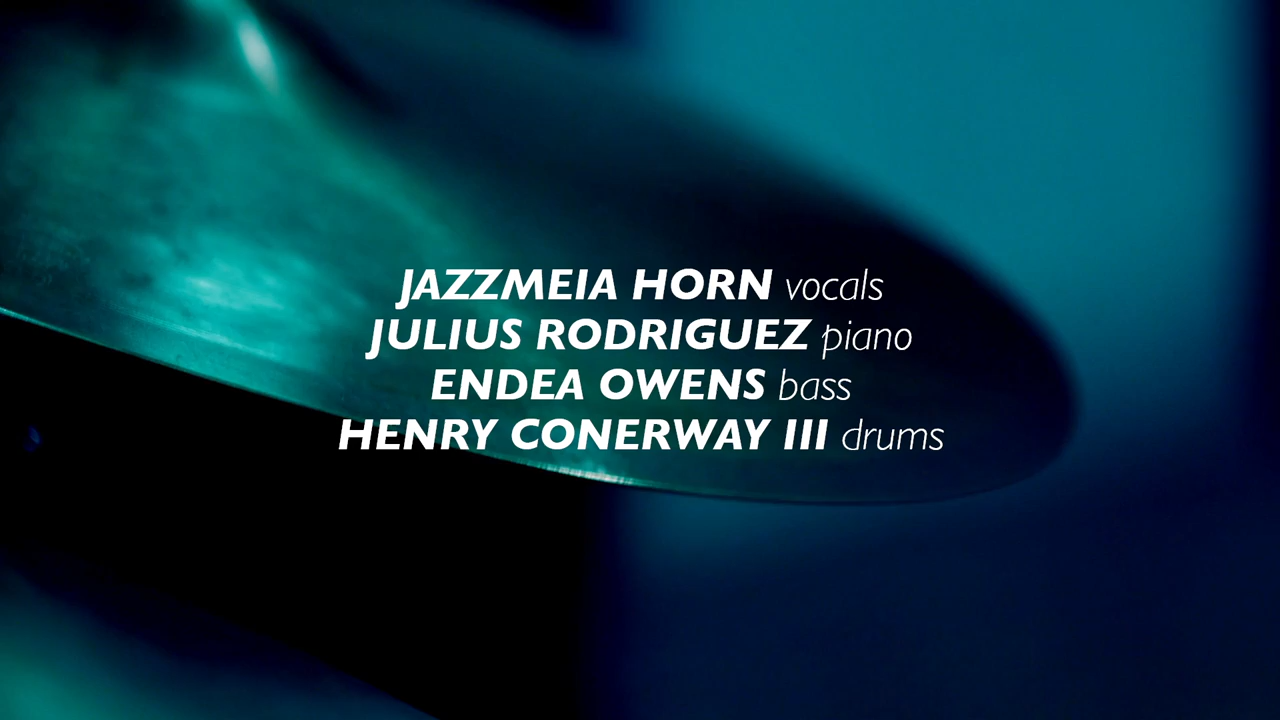 JAZZMEIA HORN vocals
JULIUS RODRIGUEZ piano
ENDEA OWENS bass
HENRY CONERWAY III drums